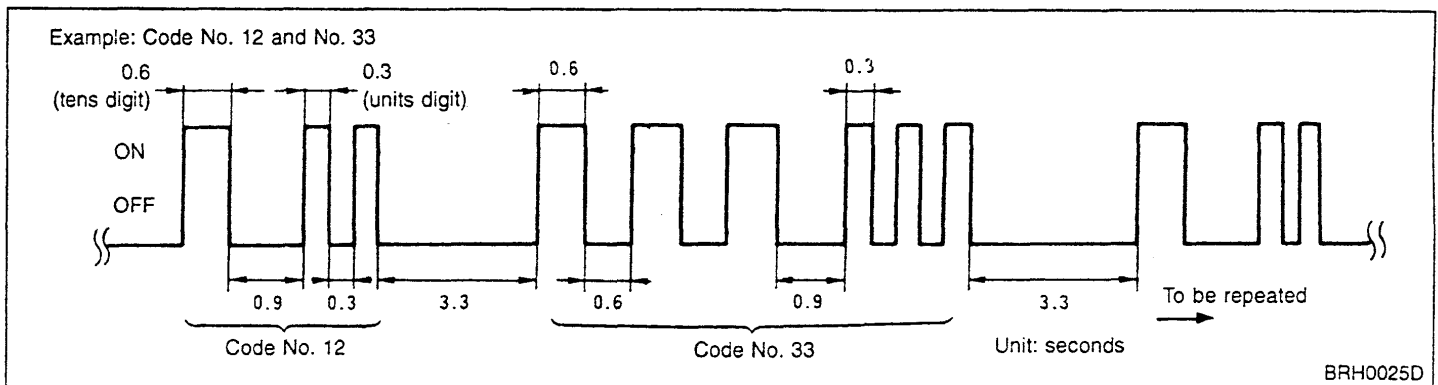 Example: Code No. 12 and No. 33
0.6
(tens digit)
0.3
(units digit)
0.6
0.3
ON
OFF
0.9
0.3
3.3
0.6
0.9
3.3
To be repeated
Code No. 12
Code No. 33
Unit: seconds
BRH0025D